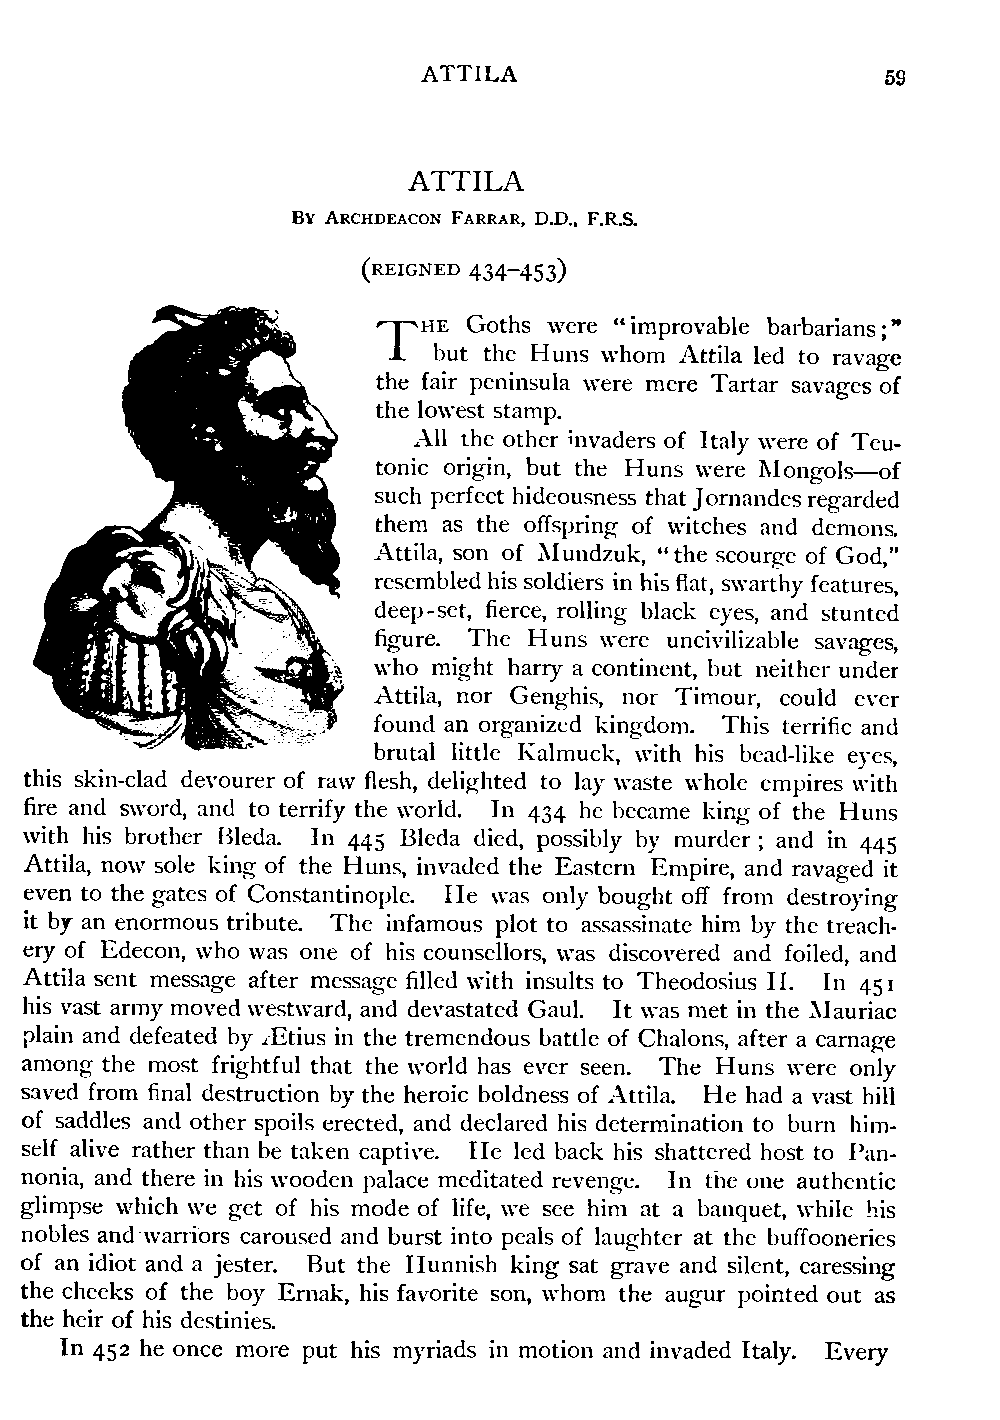 ATTILA 59
ATTILA
BY ARCHDEACON FARRAR, D.D., F.R.S.
(REIGNED 434–453)
THE Goths were “improvable barbarians;”
but the Huns whom Attila led to ravage
the fair peninsula were mere Tartar savages of
the lowest stamp.
All the other invaders of Italy were of Teu-
tonic origin, but the Huns were Mongols—of
such perfect hideousness that Jornandes regarded
them as the offspring of witches and demons.
Attila, son of Mundzuk, “the scourge of God,”
resembled his soldiers in his flat, swarthy features,
deep-set, fierce, rolling black eyes, and stunted
figure. The Huns were uncivilizable savages,
who might harry a continent, but neither under
Attila, nor Genghis, nor Timour, could ever
found an organized kingdom. This terrific and
brutal little Kalmuck, with his bead-like eyes,
this skin-clad devourer of raw flesh, delighted to lay waste whole empires with
fire and sword, and to terrify the world. In 434 he became king of the Huns
with his brother Bleda. In 445 Bleda died, possibly by murder; and in 445
Attila, now sole king of the Huns, invaded the Eastern Empire, and ravaged it
even to the gates of Constantinople. He was only bought off from destroying
it by an enormous tribute. The infamous plot to assassinate him by the treach-
ery of Edecon, who was one of his counsellors, was discovered and foiled, and
Attila sent message after message filled with insults to Theodosius II. In 451
his vast army moved westward, and devastated Gaul. It was met in the Mauriac
plain and defeated by Ætius in the tremendous battle of Chalons, after a carnage
among the most frightful that the world has ever seen. The Huns were only
saved from final destruction by the heroic boldness of Attila. He had a vast hill
of saddles and other spoils erected, and declared his determination to burn him-
self alive rather than be taken captive. He led back his shattered host to Pan-
nonia, and there in his wooden palace meditated revenge. In the one authentic
glimpse which we get of his mode of life, we see him at a banquet, while his
nobles and warriors caroused and burst into peals of laughter at the buffooneries
of an idiot and a jester. But the Hunnish king sat grave and silent, caressing
the cheeks of the boy Ernak, his favorite son, whom the augur pointed out as
the heir of his destinies.
In 452 he once more put his myriads in motion and invaded Italy. Every